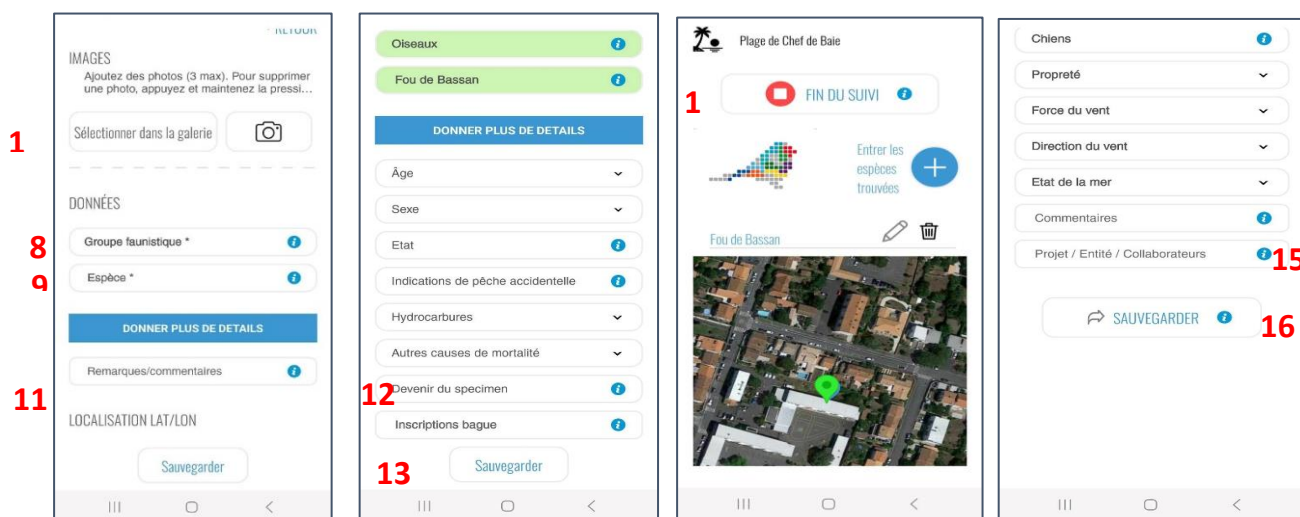 RETOUR
IMAGES
Ajoutez des photos (3 max). Pour supprimer
une photo, appuyez et maintenez la pressi...
Sélectionner dans la galerie
1
DONNÉES
8
Groupe faunistique *
9
Espèce *
DONNER PLUS DE DETAILS
Remarques/commentaires
11
LOCALISATION LAT/LON
Sauvegarder
Oiseaux
Fou de Bassan
DONNER PLUS DE DETAILS
Âge
Sexe
Etat
Indications de pêche accidentelle
Hydrocarbures
Autres causes de mortalité
Devenir du specimen
12
Inscriptions bague
13
Sauvegarder
Plage de Chef de Baie
1
FIN DU SUIVI
Entrer les
espèces
trouvées
Fou de Bassan
Chiens
Propreté
Force du vent
Direction du vent
Etat de la mer
Commentaires
Projet / Entité / Collaborateurs
15
SAUVEGARDER
16